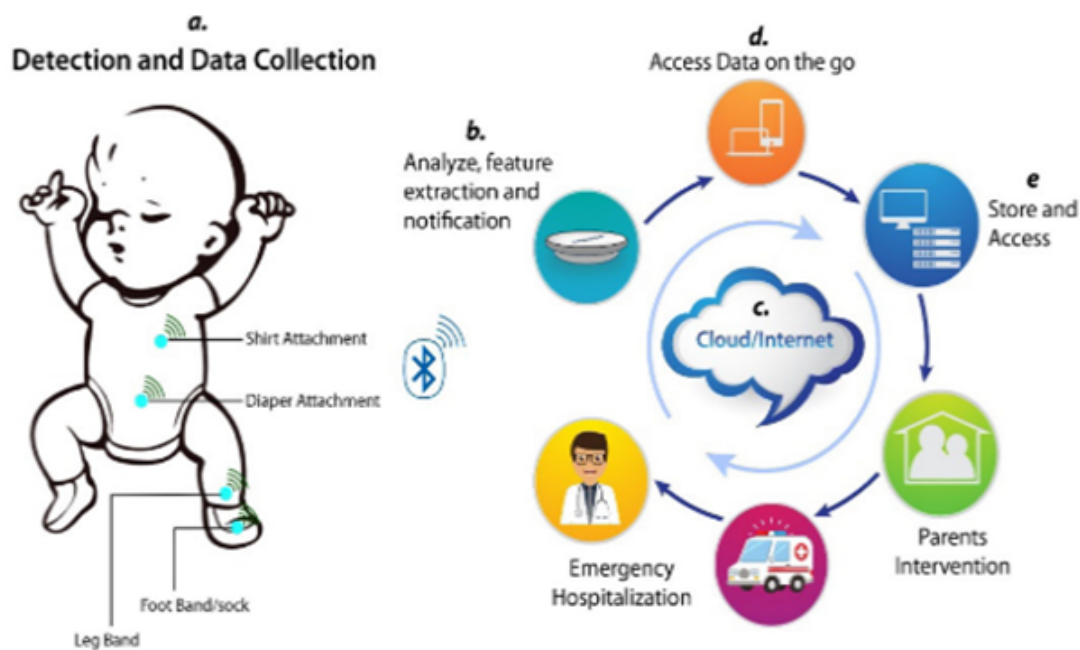 a.
Detection and Data Collection
Shirt Attachment
Diaper Attachment
Foot Band/sock
Leg Band
b.
Analyze, feature
extraction and
notification
c.
Cloud/Internet
d.
Access Data on the go
e
Store and
Access
Parents
Intervention
Emergency
Hospitalization